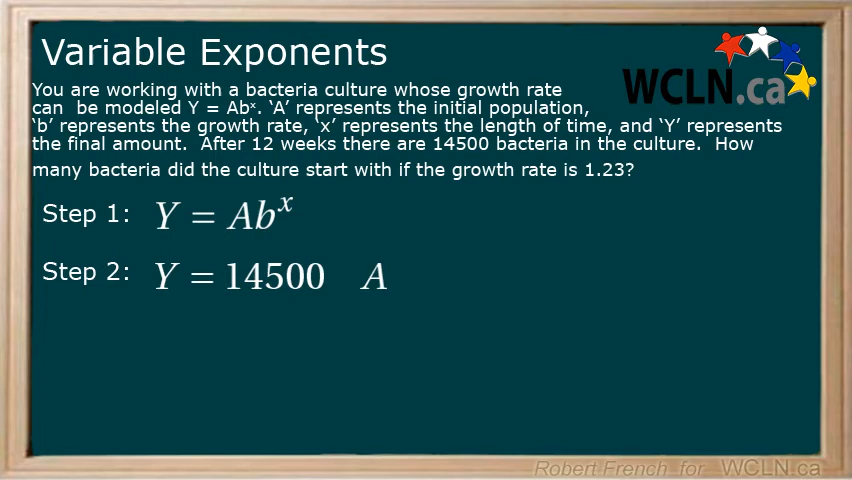 Variable Exponents
WCLN.ca
You are working with a bacteria culture whose growth rate
can  be modeled Y = Abˣ. ‘A’ represents the initial population,
‘b’ represents the growth rate, ‘x’ represents the length of time, and ‘Y’ represents
the final amount.  After 12 weeks there are 14500 bacteria in the culture.  How
many bacteria did the culture start with if the growth rate is 1.23?
Step 1: Y = Abˣ
Step 2: Y = 14500 A
Robert French for WCLN.ca